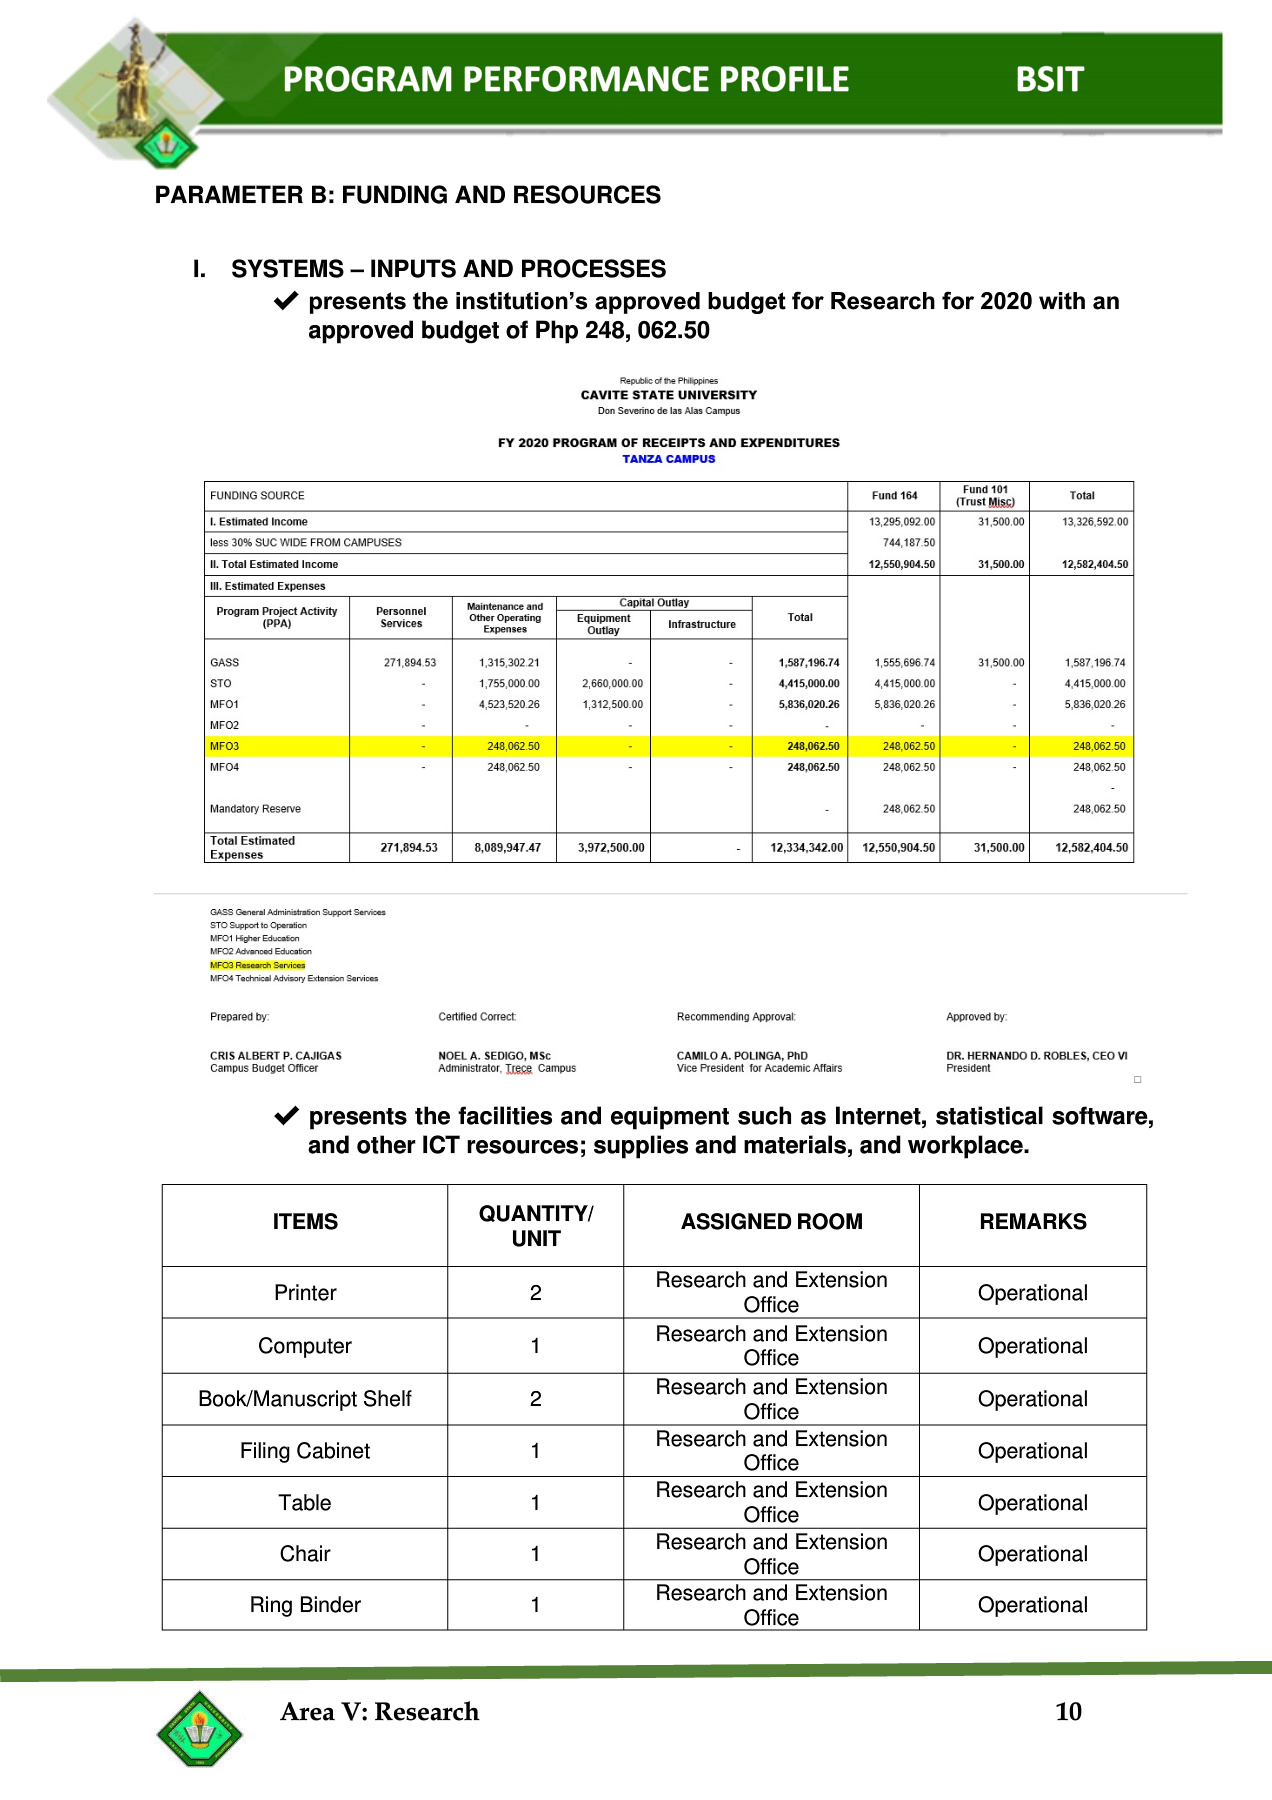 PROGRAM PERFORMANCE PROFILE BSIT
PARAMETER B: FUNDING AND RESOURCES
I. SYSTEMS – INPUTS AND PROCESSES
✔ presents the institution’s approved budget for Research for 2020 with an
approved budget of Php 248, 062.50
Republic of the Philippines
CAVITE STATE UNIVERSITY
Don Severino de las Alas Campus
FY 2020 PROGRAM OF RECEIPTS AND EXPENDITURES
TANZA CAMPUS
FUNDING SOURCE Fund 164 Fund 101 (Trust Misc) Total
I. Estimated Income 13,295,092.00 31,500.00 13,326,592.00
less 30% SUC WIDE FROM CAMPUSES 744,187.50
II. Total Estimated Income 12,550,904.50 31,500.00 12,582,404.50
III. Estimated Expenses
Program Project Activity (PPA) Personnel Services Maintenance and Other Operating Expenses Capital Outlay Equipment Outlay Infrastructure Total
GASS 271,894.53 1,315,302.21 - - 1,587,196.74 1,555,696.74 31,500.00 1,587,196.74
STO - 1,755,000.00 2,660,000.00 - 4,415,000.00 4,415,000.00 - 4,415,000.00
MFO1 - 4,523,520.26 1,312,500.00 - 5,836,020.26 5,836,020.26 - 5,836,020.26
MFO2 - - - - - - - -
MFO3 - 248,062.50 - - 248,062.50 248,062.50 - 248,062.50
MFO4 - 248,062.50 - - 248,062.50 248,062.50 - 248,062.50
-
Mandatory Reserve - 248,062.50 248,062.50
Total Estimated Expenses 271,894.53 8,089,947.47 3,972,500.00 - 12,334,342.00 12,550,904.50 31,500.00 12,582,404.50
GASS General Administration Support Services
STO Support to Operation
MFO1 Higher Education
MFO2 Advanced Education
MFO3 Research Services
MFO4 Technical Advisory Extension Services
Prepared by: Certified Correct: Recommending Approval: Approved by:
CRIS ALBERT P. CAJIGAS NOEL A. SEDIGO, MSc CAMILO A. POLINGA, PhD DR. HERNANDO D. ROBLES, CEO VI
Campus Budget Officer Administrator, Trece Campus Vice President for Academic Affairs President
✔ presents the facilities and equipment such as Internet, statistical software,
and other ICT resources; supplies and materials, and workplace.
ITEMS QUANTITY/ UNIT ASSIGNED ROOM REMARKS
Printer 2 Research and Extension Office Operational
Computer 1 Research and Extension Office Operational
Book/Manuscript Shelf 2 Research and Extension Office Operational
Filing Cabinet 1 Research and Extension Office Operational
Table 1 Research and Extension Office Operational
Chair 1 Research and Extension Office Operational
Ring Binder 1 Research and Extension Office Operational
Area V: Research 10